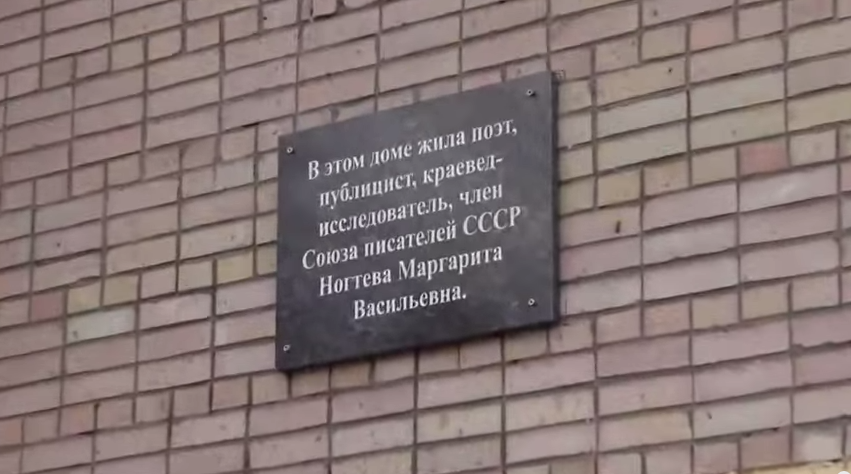 В этом доме жила поэт,
публицист, краевед-
исследователь, член
Союза писателей СССР
Ногтева Маргарита
Васильевна.